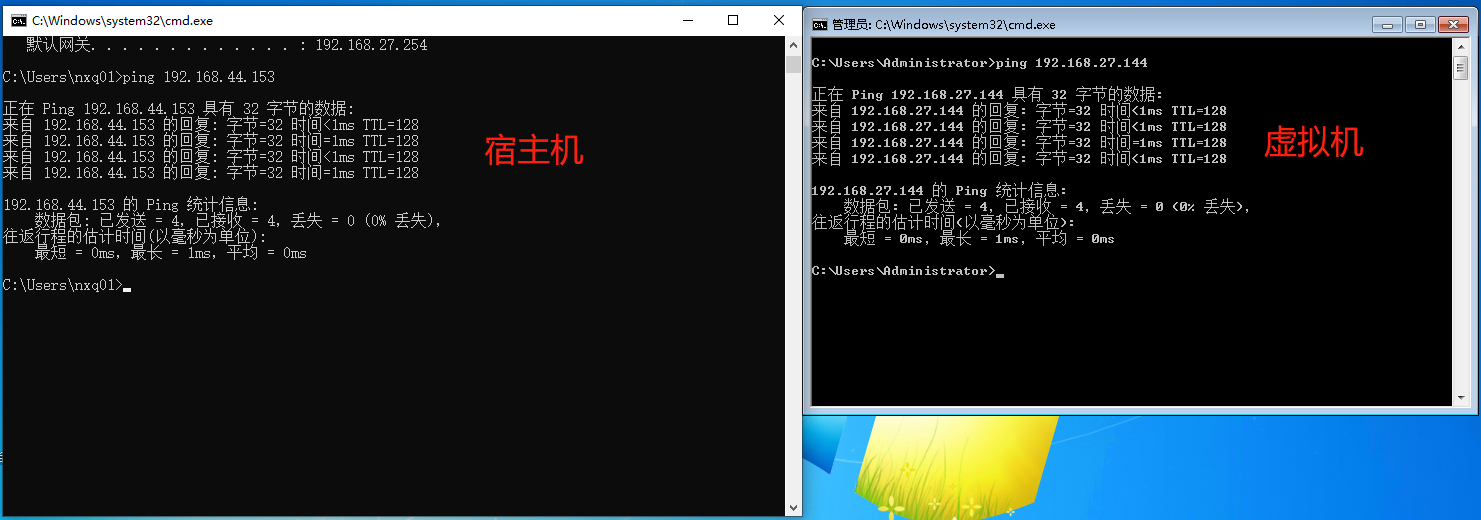 C:\Windows\system32\cmd.exe
默认网关. . . . . . . . . . . . . : 192.168.27.254
C:\Users\nxq01>ping 192.168.44.153
正在 Ping 192.168.44.153 具有 32 字节的数据:
来自 192.168.44.153 的回复: 字节=32 时间<1ms TTL=128
来自 192.168.44.153 的回复: 字节=32 时间=1ms TTL=128
来自 192.168.44.153 的回复: 字节=32 时间<1ms TTL=128
来自 192.168.44.153 的回复: 字节=32 时间=1ms TTL=128
192.168.44.153 的 Ping 统计信息:
数据包: 已发送 = 4，已接收 = 4，丢失 = 0 (0% 丢失)，
往返行程的估计时间(以毫秒为单位):
最短 = 0ms，最长 = 1ms，平均 = 0ms
C:\Users\nxq01>
宿主机
管理员: C:\Windows\system32\cmd.exe
C:\Users\Administrator>ping 192.168.27.144
正在 Ping 192.168.27.144 具有 32 字节的数据:
来自 192.168.27.144 的回复: 字节=32 时间<1ms TTL=128
来自 192.168.27.144 的回复: 字节=32 时间<1ms TTL=128
来自 192.168.27.144 的回复: 字节=32 时间=1ms TTL=128
来自 192.168.27.144 的回复: 字节=32 时间<1ms TTL=128
192.168.27.144 的 Ping 统计信息:
数据包: 已发送 = 4，已接收 = 4，丢失 = 0 (0% 丢失)，
往返行程的估计时间(以毫秒为单位):
最短 = 0ms，最长 = 1ms，平均 = 0ms
C:\Users\Administrator>
虚拟机